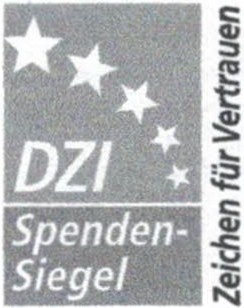 DZI
Spenden-
Siegel
Zeichen für Vertrauen